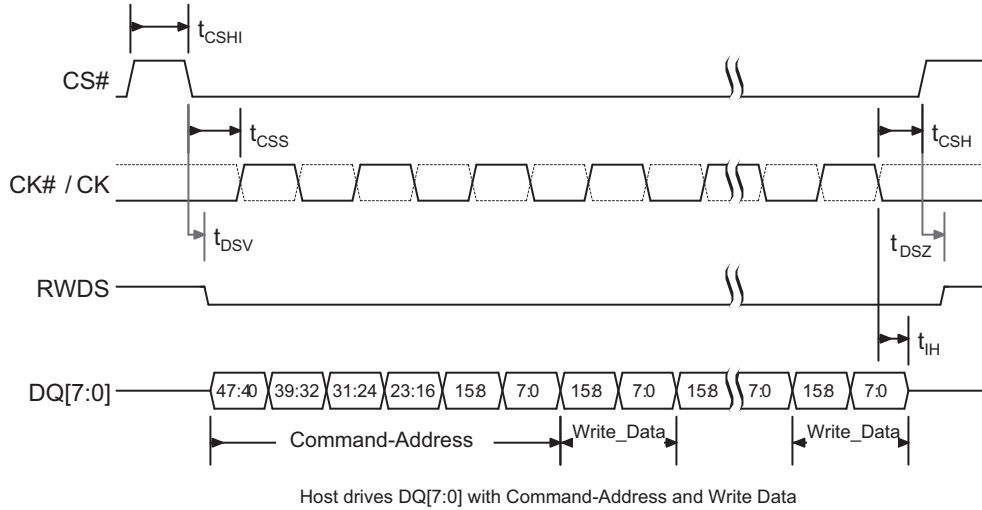 tCSHI
CS#
tCSS
tCSH
CK# / CK
tDSV
tDSZ
RWDS
tIH
DQ[7:0] 47:40 39:32 31:24 23:16 15:8 7:0 15:8 7:0 15:8 7:0 15:8 7:0
Command-Address Write_Data Write_Data
Host drives DQ[7:0] with Command-Address and Write Data